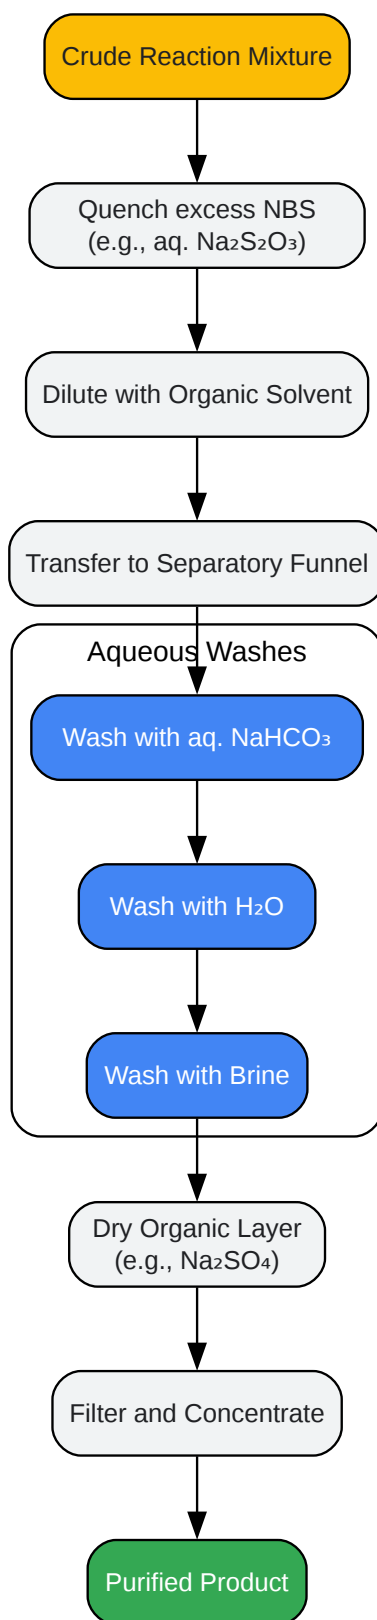 Crude Reaction Mixture
Quench excess NBS
(e.g., aq. Na₂S₂O₃)
Dilute with Organic Solvent
Transfer to Separatory Funnel
Aqueous Washes
Wash with aq. NaHCO₃
Wash with H₂O
Wash with Brine
Dry Organic Layer
(e.g., Na₂SO₄)
Filter and Concentrate
Purified Product